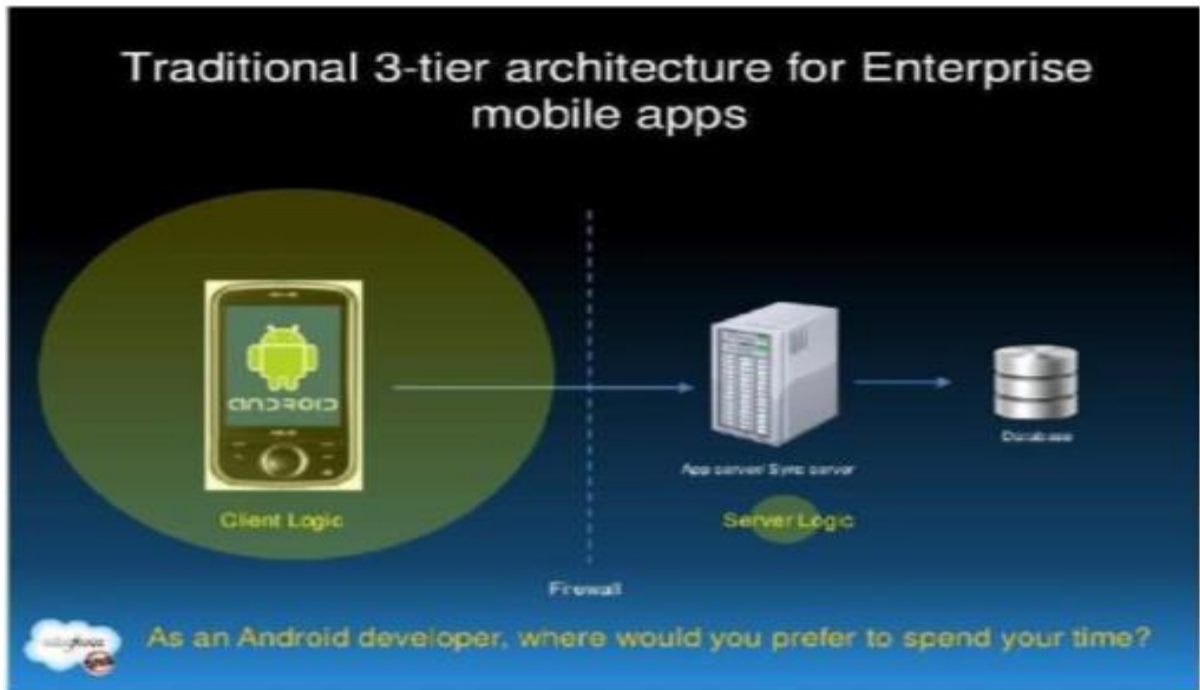 Traditional 3-tier architecture for Enterprise
mobile apps
ANDROID
App server/ Sync server
Database
Client Logic
Server Logic
Firewall
As an Android developer, where would you prefer to spend your time?